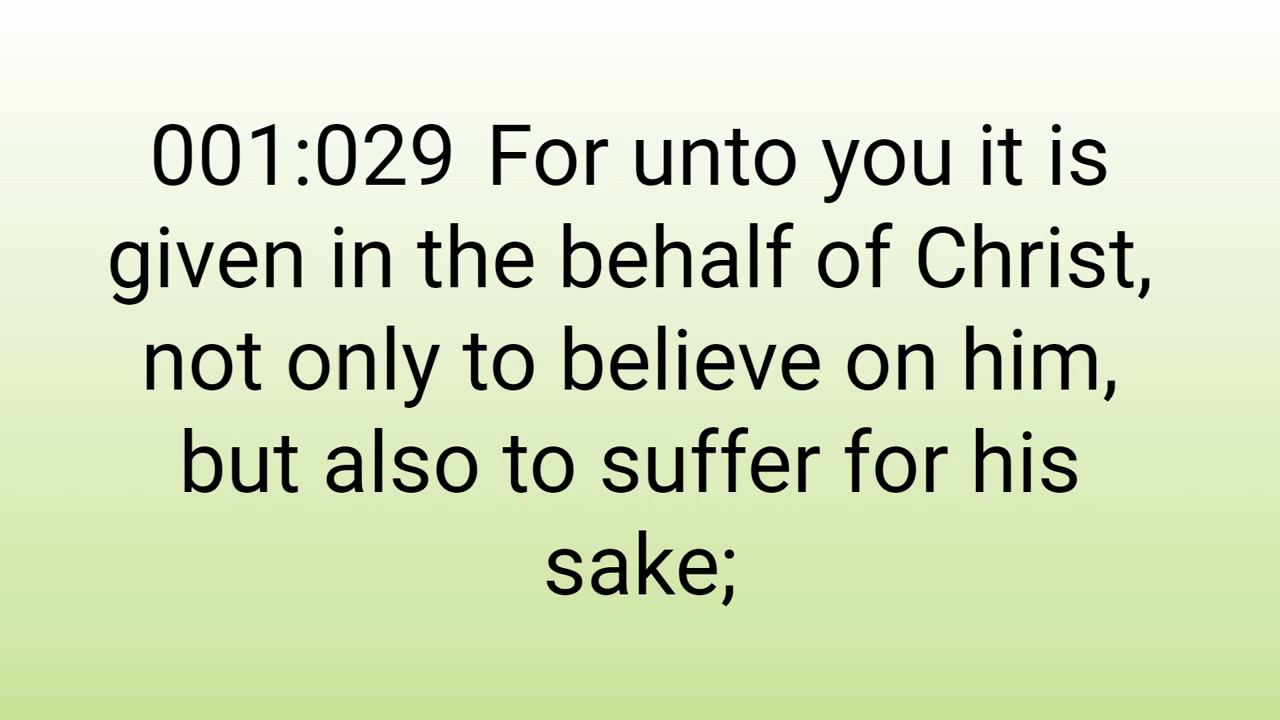 001:029 For unto you it is
given in the behalf of Christ,
not only to believe on him,
but also to suffer for his
sake;